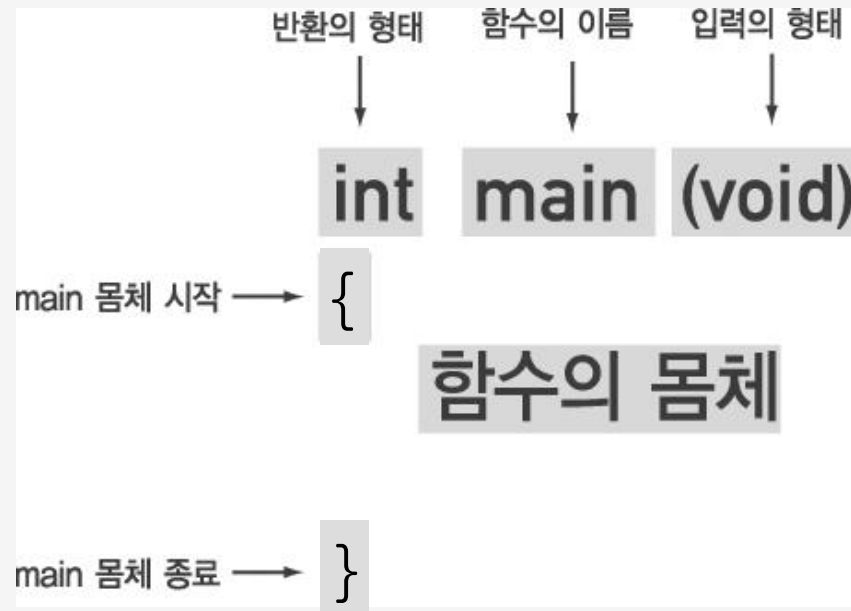 반환의 형태 함수의 이름 입력의 형태
int main (void)
main 몸체 시작 {
함수의 몸체
main 몸체 종료 }